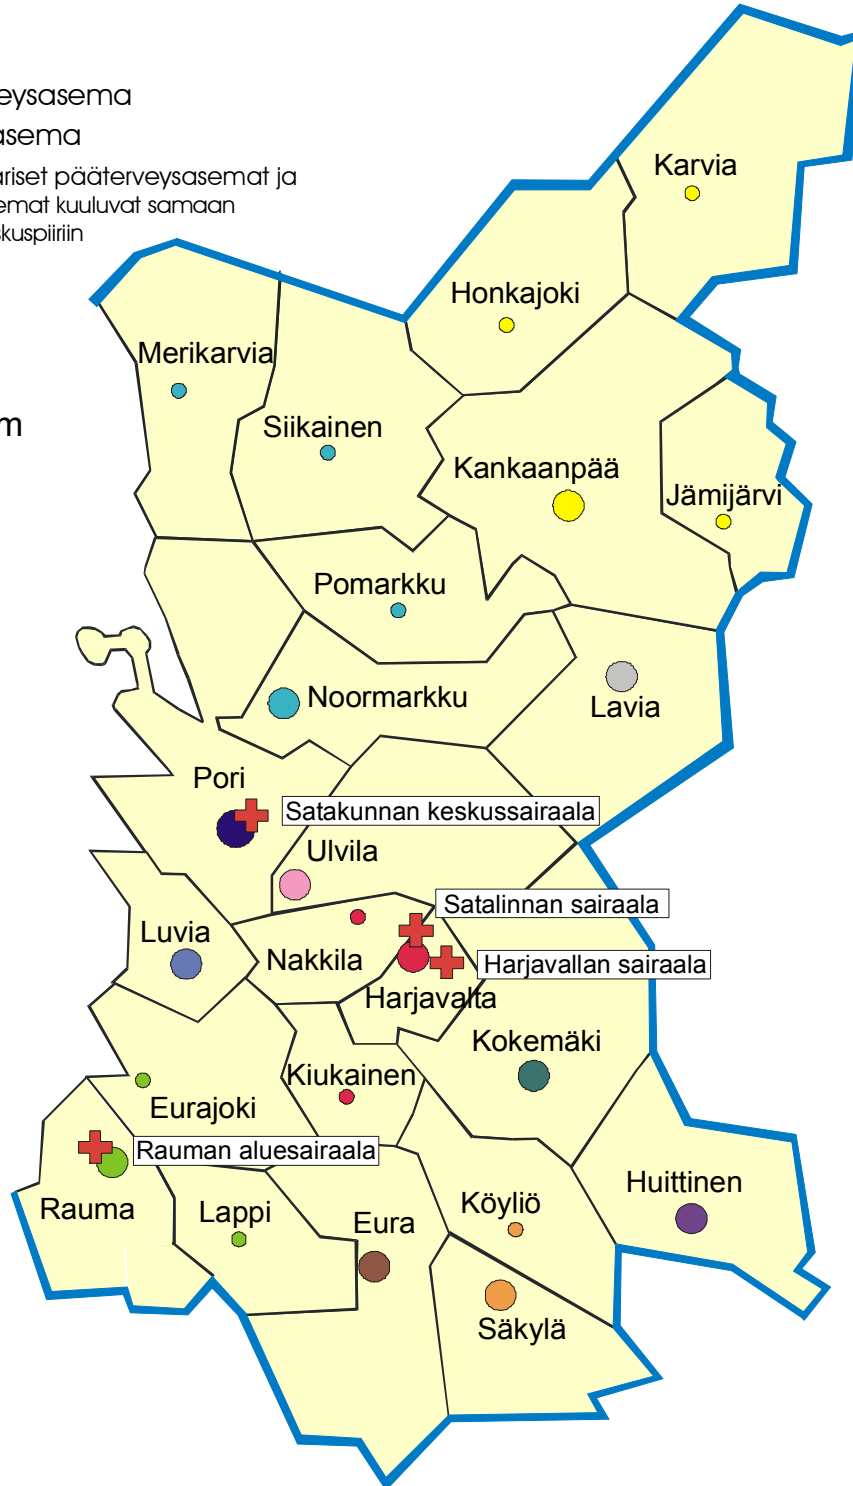 eysasema
asema
ariset pääterveysasemat ja
emat kuuluvat samaan
skuspiiriin
Karvia
Honkajoki
Merikarvia
m
Siikainen
Kankaanpää
Jämijärvi
Pomarkku
Noormarkku
Lavia
Pori
Satakunnan keskussairaala
Ulvila
Satalinnan sairaala
Luvia
Nakkila
Harjavallan sairaala
Harjavalta
Kokemäki
Kiukainen
Eurajoki
Rauman aluesairaala
Huittinen
Rauma
Lappi
Köyliö
Eura
Säkylä